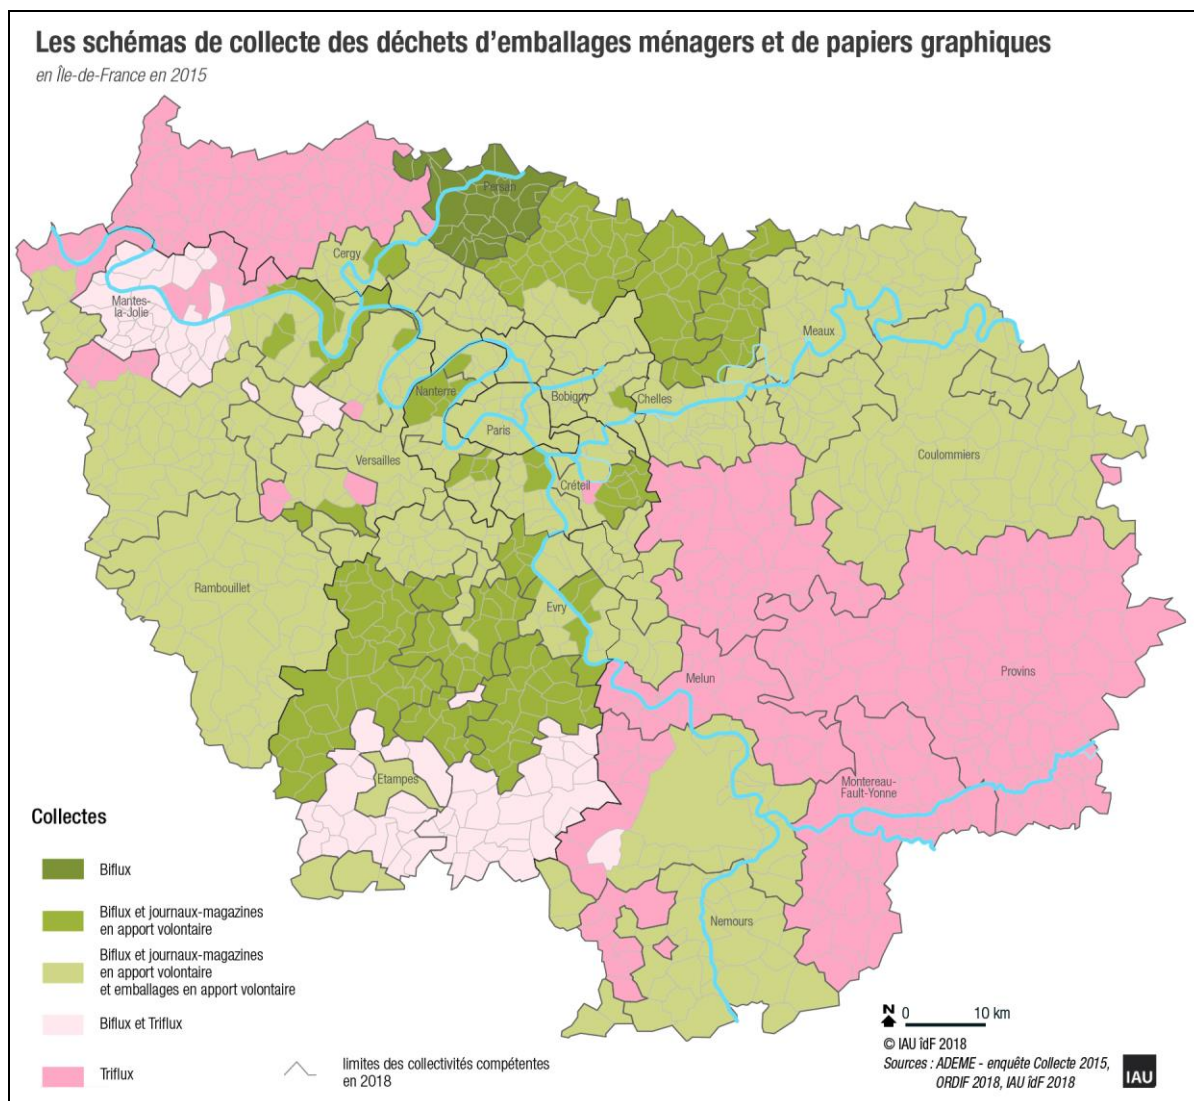 Les schémas de collecte des déchets d'emballages ménagers et de papiers graphiques
en Île-de-France en 2015
Persan
Cergy
Mantes-
la-Jolie
Meaux
Nanterre
Bobigny
Chelles
Paris
Versailles
Coulommiers
Créteil
Rambouillet
Evry
Melun
Provins
Etampes
Montereau-
Fault-Yonne
Nemours
Collectes
Biflux
Biflux et journaux-magazines
en apport volontaire
Biflux et journaux-magazines
en apport volontaire
et emballages en apport volontaire
Biflux et Triflux
Triflux
limites des collectivités compétentes
en 2018
N
0 10 km
© IAU îdF 2018
Sources : ADEME - enquête Collecte 2015,
ORDIF 2018, IAU îdF 2018
IAU